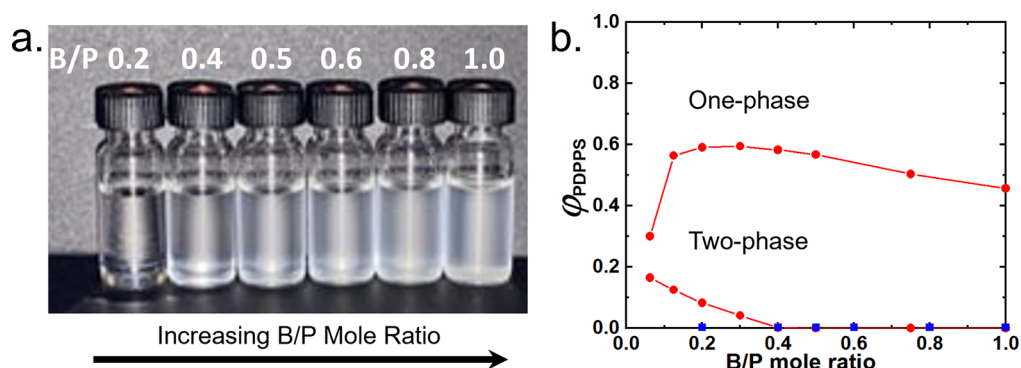 a.
B/P 0.2 0.4 0.5 0.6 0.8 1.0
Increasing B/P Mole Ratio
b.
1.0
0.8
0.6
0.4
0.2
0.0
φPDPPS
One-phase
Two-phase
0.0 0.2 0.4 0.6 0.8 1.0
B/P mole ratio